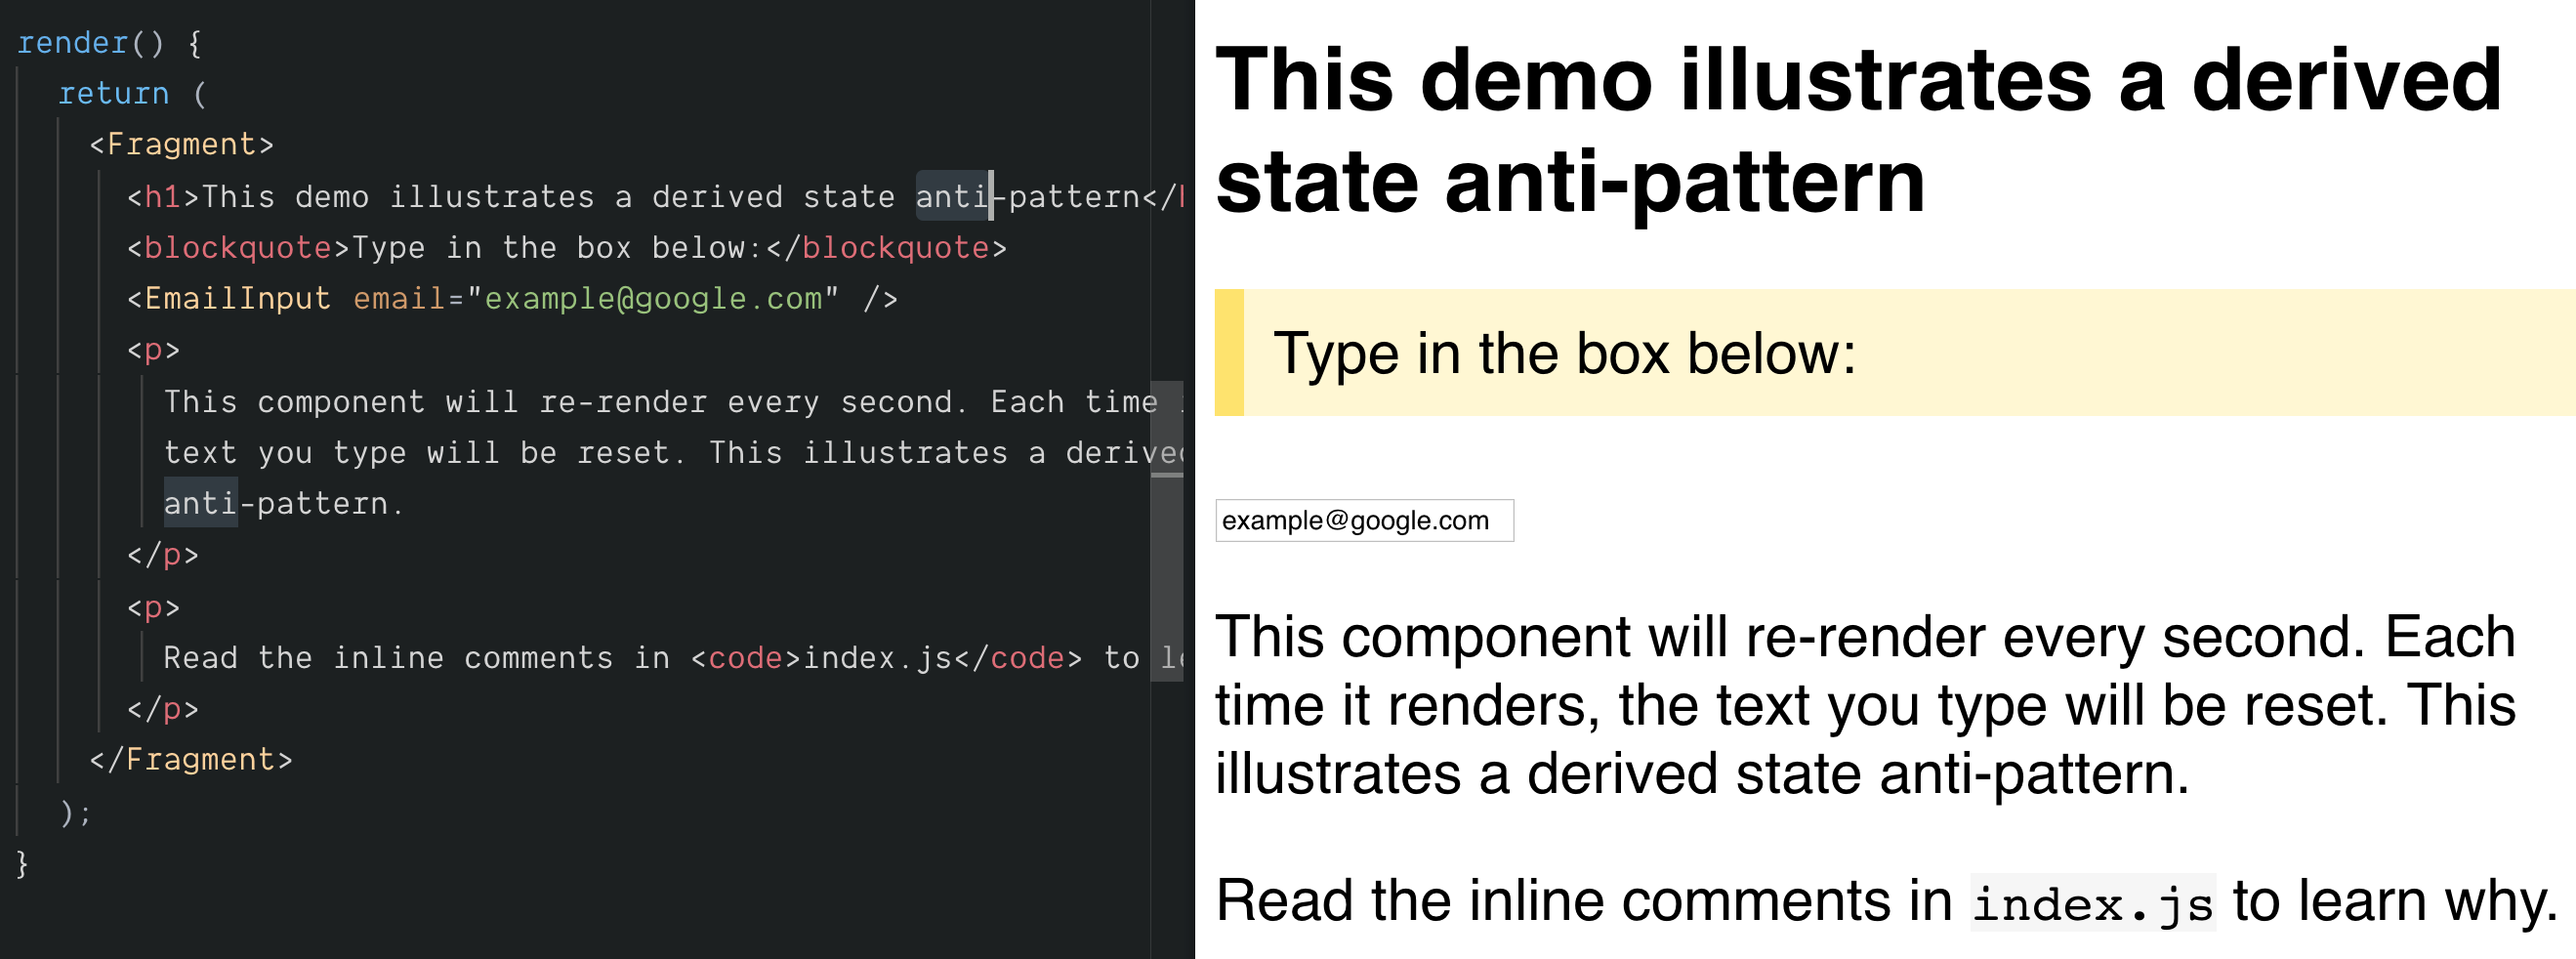 render() {
return (
<Fragment>
<h1>This demo illustrates a derived state anti-pattern</
<blockquote>Type in the box below:</blockquote>
<EmailInput email="example@google.com" />
<p>
This component will re-render every second. Each time
text you type will be reset. This illustrates a derived
anti-pattern.
</p>
<p>
Read the inline comments in <code>index.js</code> to le
</p>
</Fragment>
);
}
This demo illustrates a derived
state anti-pattern
Type in the box below:
example@google.com
This component will re-render every second. Each
time it renders, the text you type will be reset. This
illustrates a derived state anti-pattern.
Read the inline comments in index.js to learn why.